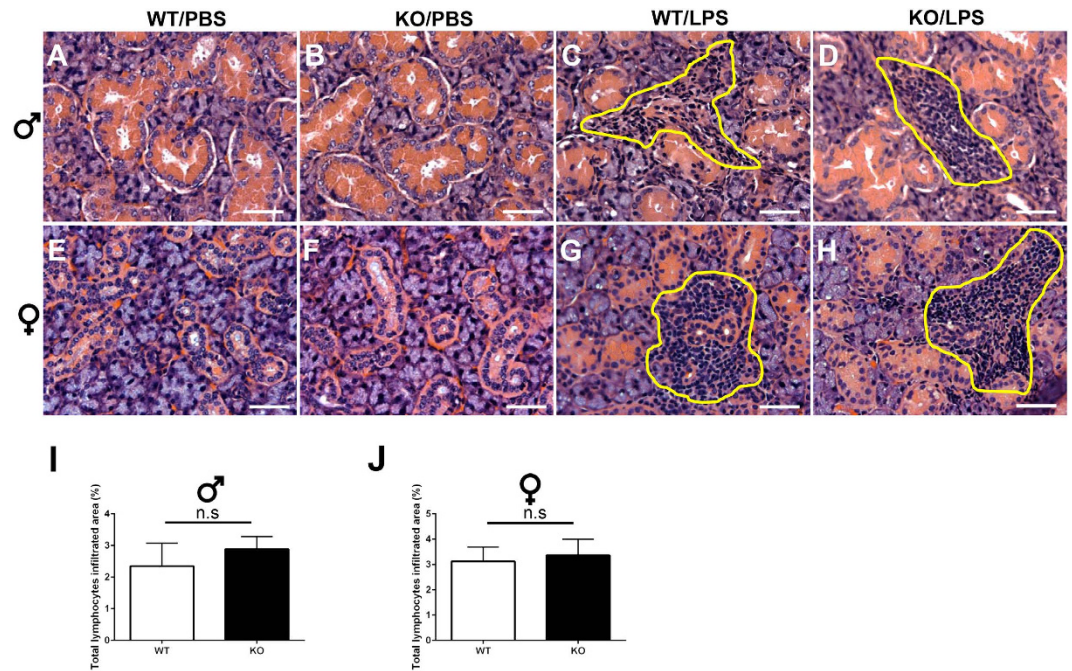 WT/PBS KO/PBS WT/LPS KO/LPS
♂
A B C D
♀
E F G H
I
♂
n.s
Total lymphocytes infiltrated area (%)
4
3
2
1
0
WT KO
J
♀
n.s
Total lymphocytes infiltrated area (%)
5
4
3
2
1
0
WT KO